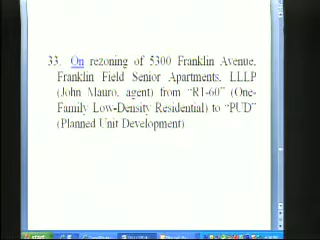 33. On rezoning of 5300 Franklin Avenue,
Franklin Field Senior Apartments, LLLP
(John Mauro, agent) from “R1-60” (One-
Family Low-Density Residential) to “PUD”
(Planned Unit Development)
start